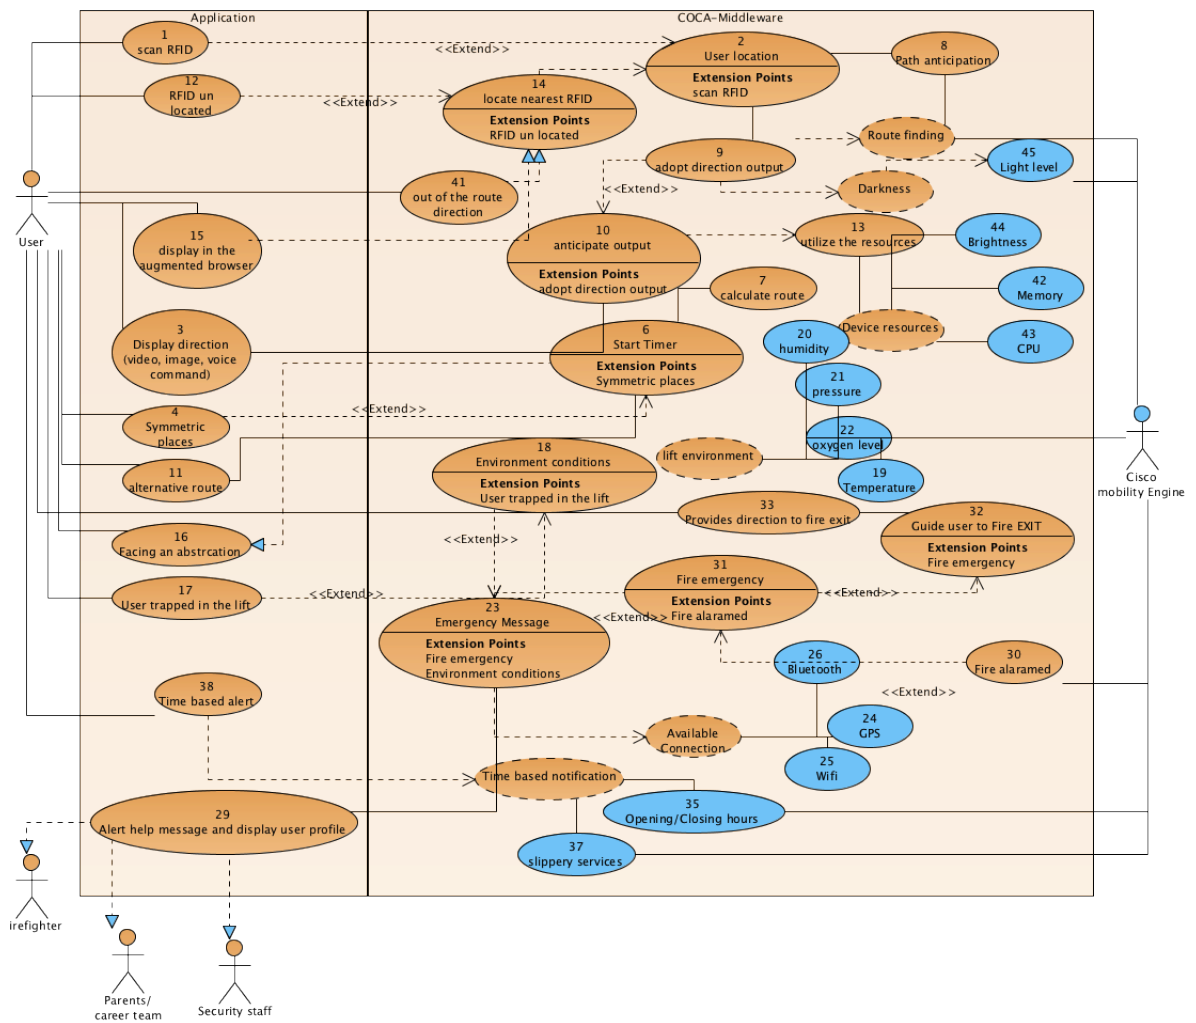 Application
COCA-Middleware
1
scan RFID
<<Extend>>
2
User location
Extension Points
scan RFID
8
Path anticipation
12
RFID un
located
<<Extend>>
14
locate nearest RFID
Extension Points
RFID un located
Route finding
45
Light level
9
adopt direction output
<<Extend>>
Darkness
41
out of the route
direction
User
15
display in the
augmented browser
10
anticipate output
Extension Points
adopt direction output
13
utilize the resources
44
Brightness
7
calculate route
42
Memory
3
Display direction
(video, image, voice
command)
6
Start Timer
Extension Points
Symmetric places
20
humidity
Device resources
43
CPU
21
pressure
4
Symmetric
places
<<Extend>>
22
oxygen level
18
Environment conditions
Extension Points
User trapped in the lift
lift environment
19
Temperature
Cisco
mobility Engine
11
alternative route
33
Provides direction to fire exit
32
Guide user to Fire EXIT
Extension Points
Fire emergency
16
Facing an abstrcation
<<Extend>>
31
Fire emergency
Extension Points
Fire alaramed
<<Extend>>
17
User trapped in the lift
<<Extend>>
23
Emergency Message
Extension Points
Fire emergency
Environment conditions
<<Extend>>
26
Bluetooth
30
Fire alaramed
<<Extend>>
38
Time based alert
24
GPS
Available
Connection
25
Wifi
Time based notification
35
Opening/Closing hours
29
Alert help message and display user profile
37
slippery services
irefighter
Parents/
career team
Security staff